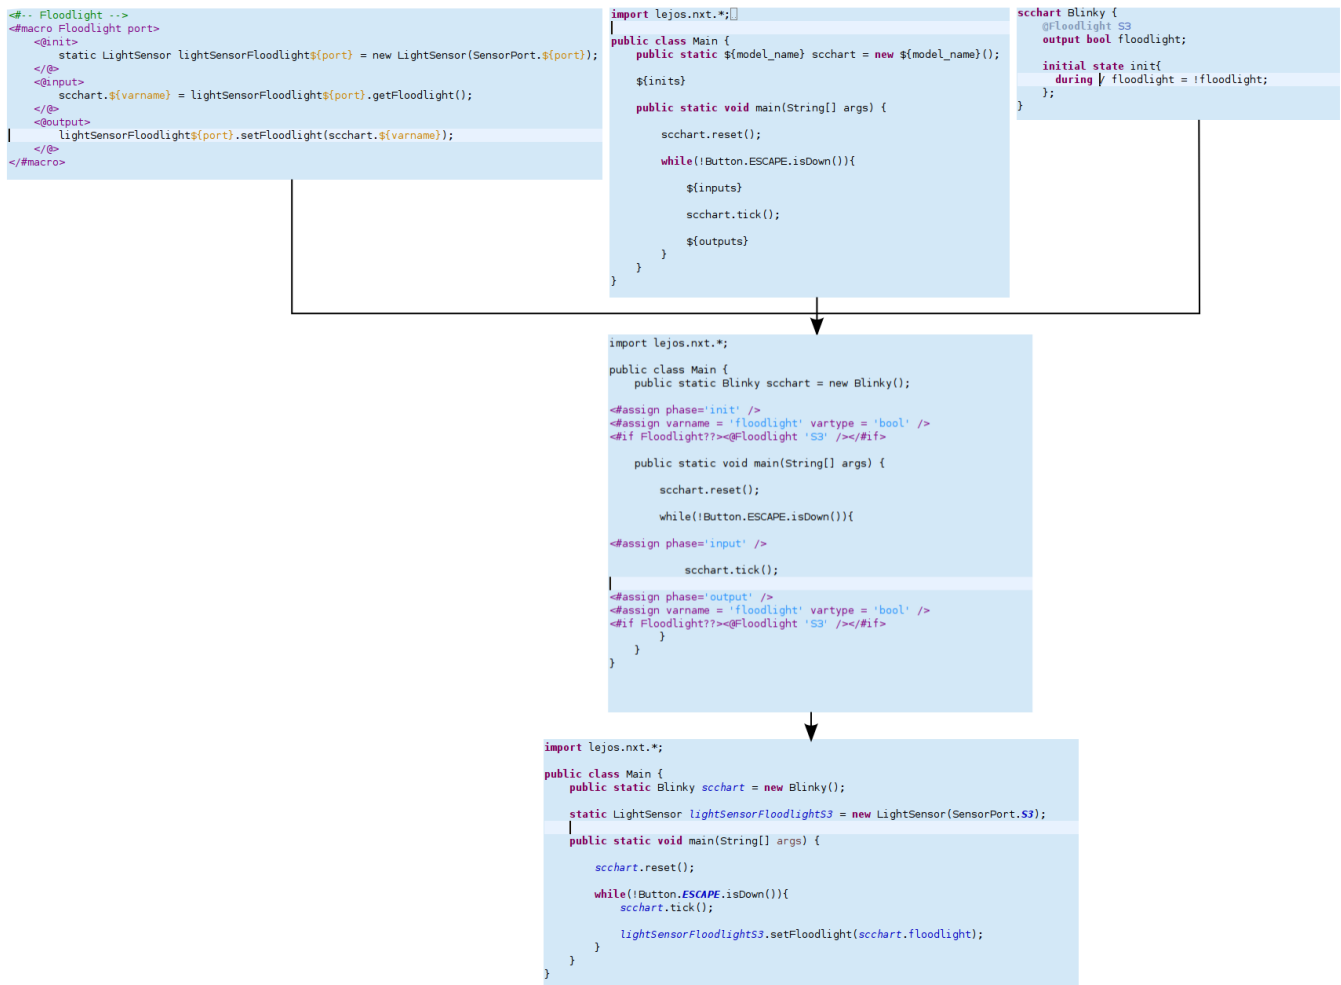 <#-- Floodlight -->
<#macro Floodlight port>
    <@init>
        static LightSensor lightSensorFloodlight${port} = new LightSensor(SensorPort.${port});
    </@>
    <@input>
        scchart.${varname} = lightSensorFloodlight${port}.getFloodlight();
    </@>
    <@output>
        lightSensorFloodlight${port}.setFloodlight(scchart.${varname});
    </@>
</#macro>
import lejos.nxt.*;
public class Main {
    public static ${model_name} scchart = new ${model_name}();
    ${inits}
    public static void main(String[] args) {
        scchart.reset();
        while(!Button.ESCAPE.isDown()){
            ${inputs}
            scchart.tick();
            ${outputs}
        }
    }
}
scchart Blinky {
    @Floodlight S3
    output bool floodlight;
    initial state init{
      during / floodlight = !floodlight;
    };
}
import lejos.nxt.*;
public class Main {
    public static Blinky scchart = new Blinky();
<#assign phase='init' />
<#assign varname = 'floodlight' vartype = 'bool' />
<#if Floodlight??><@Floodlight 'S3' /></#if>
    public static void main(String[] args) {
        scchart.reset();
        while(!Button.ESCAPE.isDown()){
<#assign phase='input' />
            scchart.tick();
<#assign phase='output' />
<#assign varname = 'floodlight' vartype = 'bool' />
<#if Floodlight??><@Floodlight 'S3' /></#if>
        }
    }
}
import lejos.nxt.*;
public class Main {
    public static Blinky scchart = new Blinky();
    static LightSensor lightSensorFloodlightS3 = new LightSensor(SensorPort.S3);
    public static void main(String[] args) {
        scchart.reset();
        while(!Button.ESCAPE.isDown()){
            scchart.tick();
            lightSensorFloodlightS3.setFloodlight(scchart.floodlight);
        }
    }
}